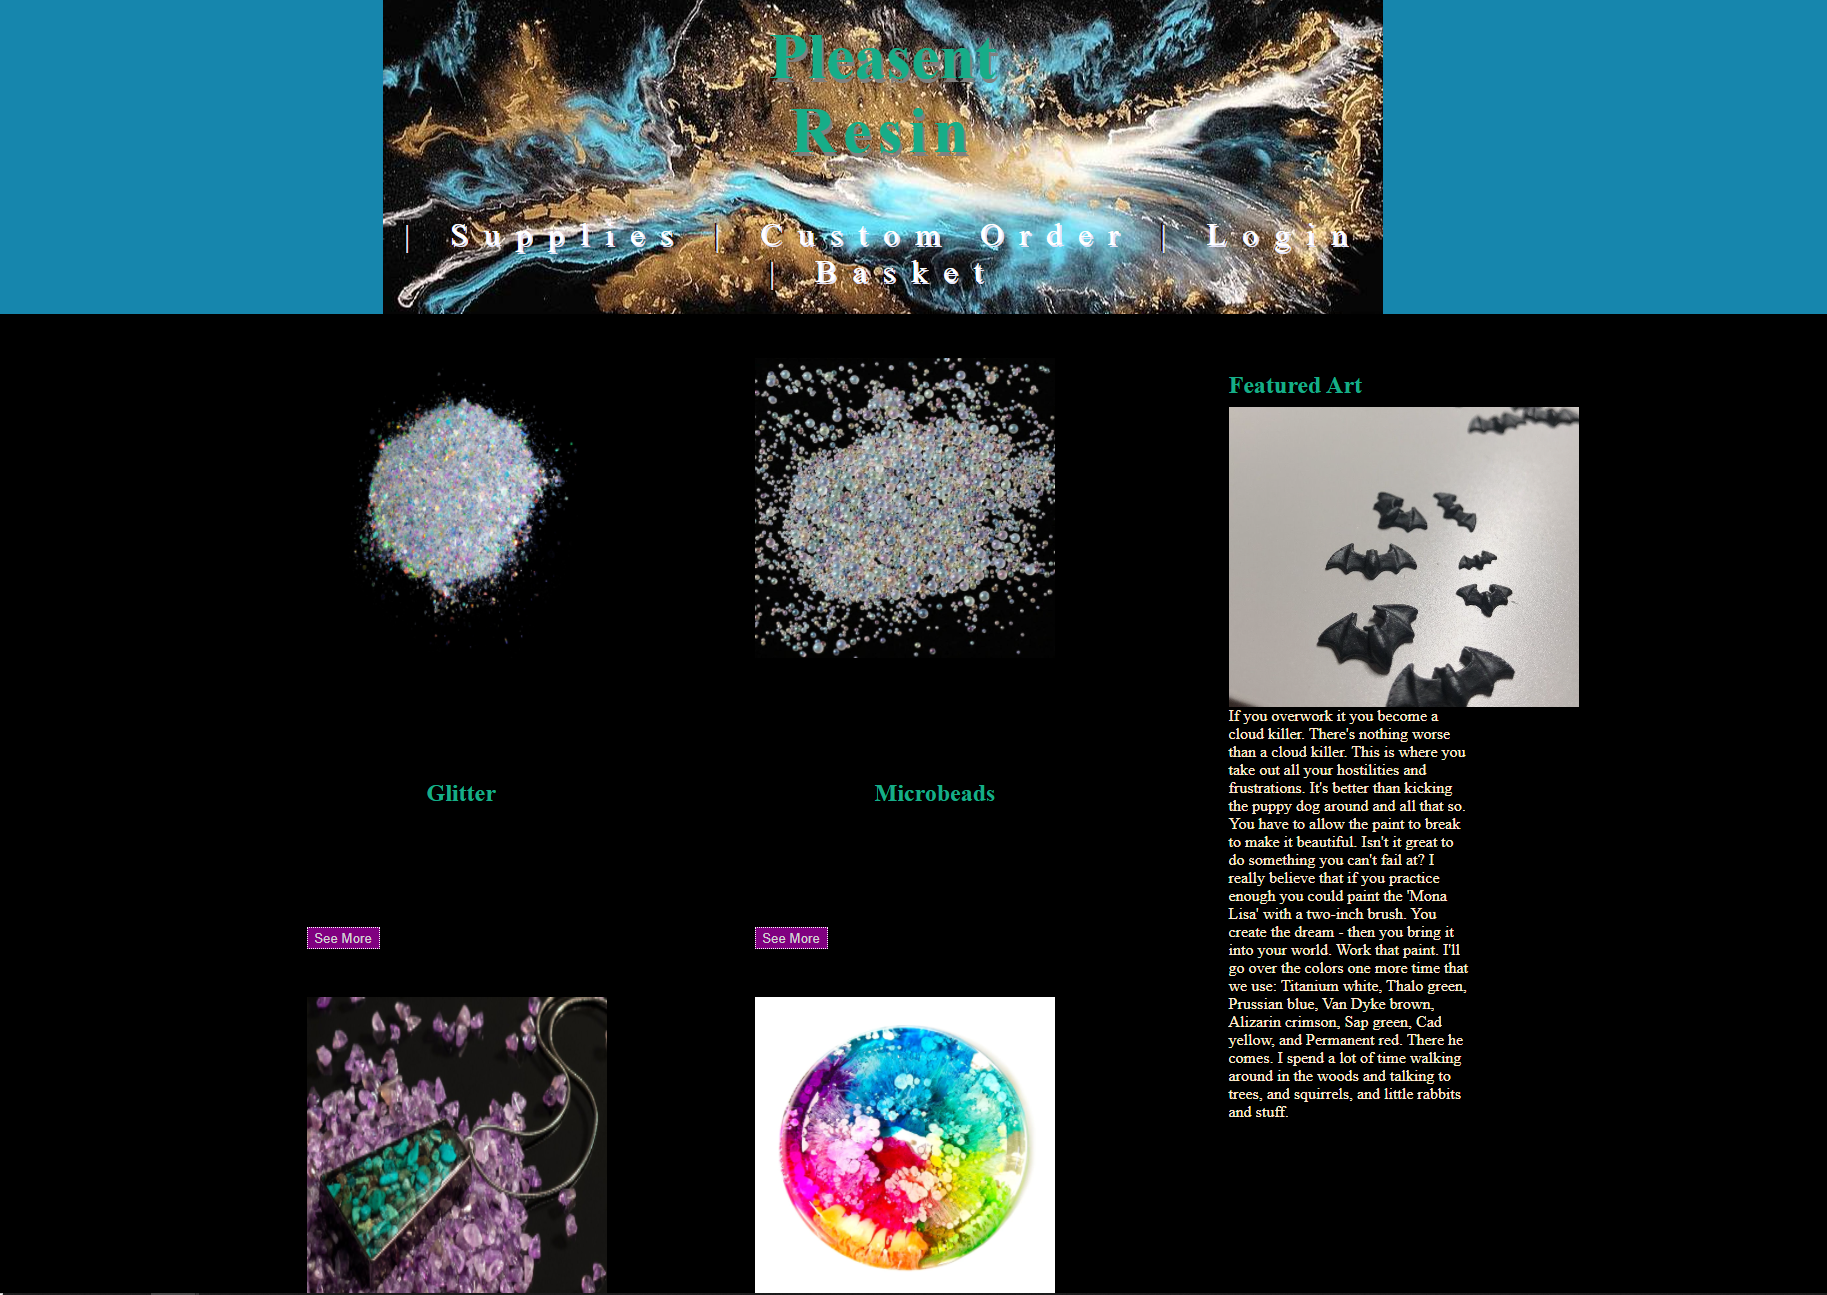 Pleasent
Resin
| Supplies | Custom Order | Login
| Basket
Featured Art
If you overwork it you become a
cloud killer. There's nothing worse
than a cloud killer. This is where you
take out all your hostilities and
frustrations. It's better than kicking
the puppy dog around and all that so.
You have to allow the paint to break
to make it beautiful. Isn't it great to
do something you can't fail at? I
really believe that if you practice
enough you could paint the 'Mona
Lisa' with a two-inch brush. You
create the dream - then you bring it
into your world. Work that paint. I'll
go over the colors one more time that
we use: Titanium white, Thalo green,
Prussian blue, Van Dyke brown,
Alizarin crimson, Sap green, Cad
yellow, and Permanent red. There he
comes. I spend a lot of time walking
around in the woods and talking to
trees, and squirrels, and little rabbits
and stuff.
Glitter
Microbeads
See More
See More